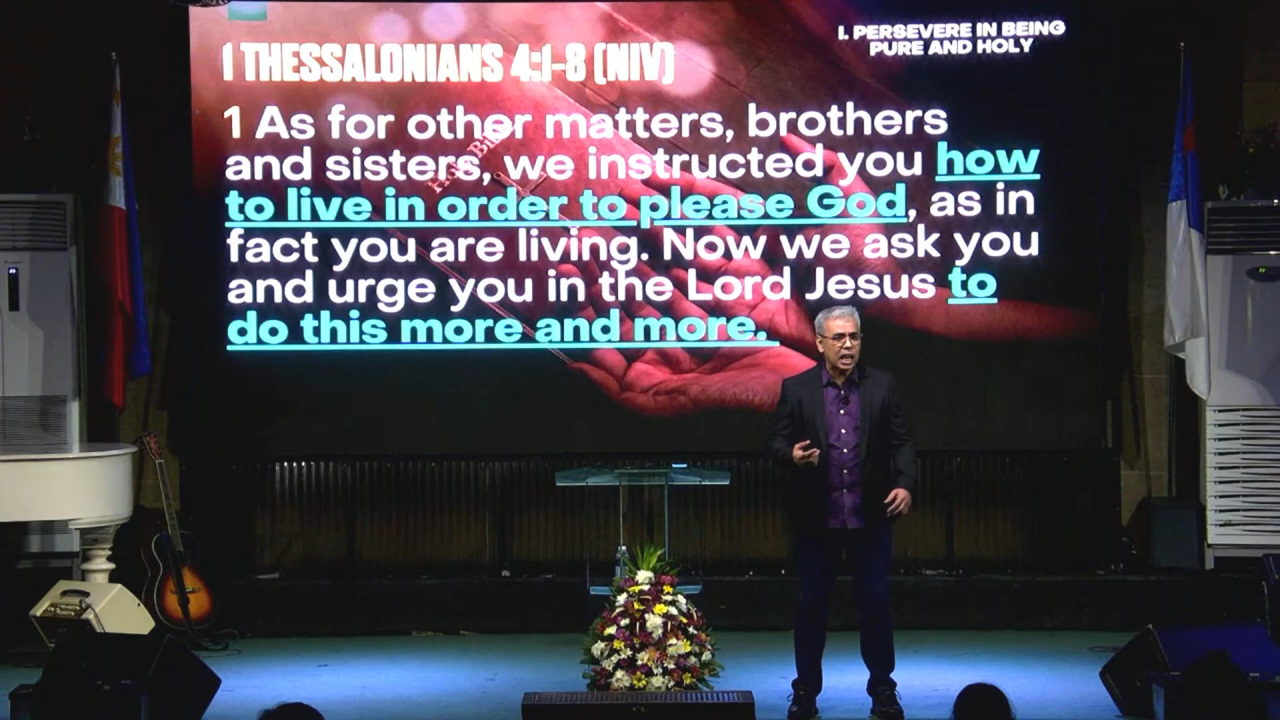 1 THESSALONIANS 4:1-8 (NIV)
I. PERSEVERE IN BEING
PURE AND HOLY
1 As for other matters, brothers
and sisters, we instructed you how
to live in order to please God, as in
fact you are living. Now we ask you
and urge you in the Lord Jesus to
do this more and more.